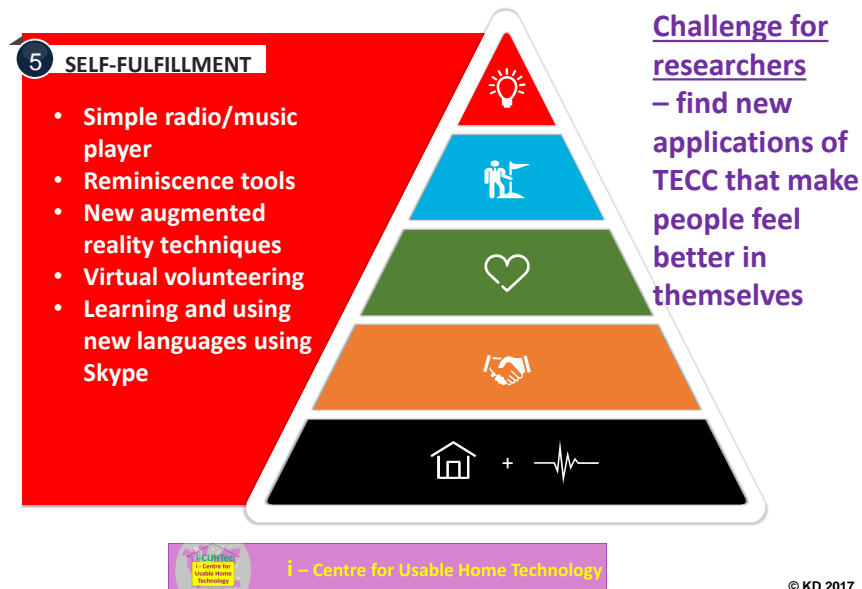 5 SELF-FULFILLMENT
• Simple radio/music
player
• Reminiscence tools
• New augmented
reality techniques
• Virtual volunteering
• Learning and using
new languages using
Skype
Challenge for
researchers
– find new
applications of
TECC that make
people feel
better in
themselves
+
i-CUHTec
i - Centre for
Usable Home
Technology
i – Centre for Usable Home Technology
© KD 2017